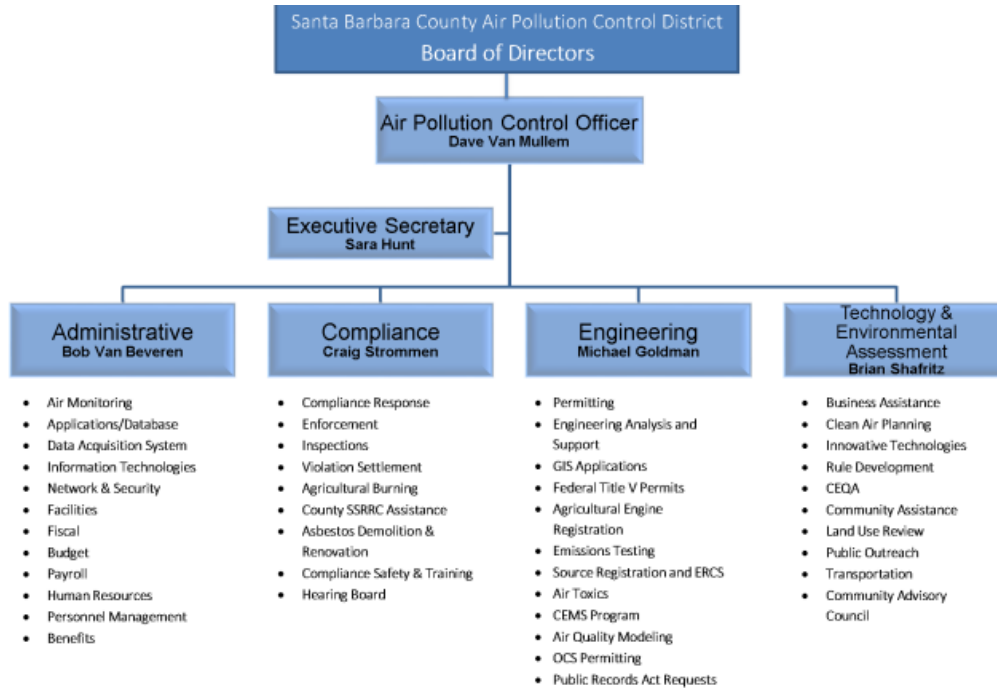 Santa Barbara County Air Pollution Control District
Board of Directors
Air Pollution Control Officer
Dave Van Mullem
Executive Secretary
Sara Hunt
Administrative
Bob Van Beveren
• Air Monitoring
• Applications/Database
• Data Acquisition System
• Information Technologies
• Network & Security
• Facilities
• Fiscal
• Budget
• Payroll
• Human Resources
• Personnel Management
• Benefits
Compliance
Craig Strommen
• Compliance Response
• Enforcement
• Inspections
• Violation Settlement
• Agricultural Burning
• County SSRRC Assistance
• Asbestos Demolition &
Renovation
• Compliance Safety & Training
• Hearing Board
Engineering
Michael Goldman
• Permitting
• Engineering Analysis and
Support
• GIS Applications
• Federal Title V Permits
• Agricultural Engine
Registration
• Emissions Testing
• Source Registration and ERCS
• Air Toxics
• CEMS Program
• Air Quality Modeling
• OCS Permitting
• Public Records Act Requests
Technology &
Environmental
Assessment
Brian Shafritz
• Business Assistance
• Clean Air Planning
• Innovative Technologies
• Rule Development
• CEQA
• Community Assistance
• Land Use Review
• Public Outreach
• Transportation
• Community Advisory
Council